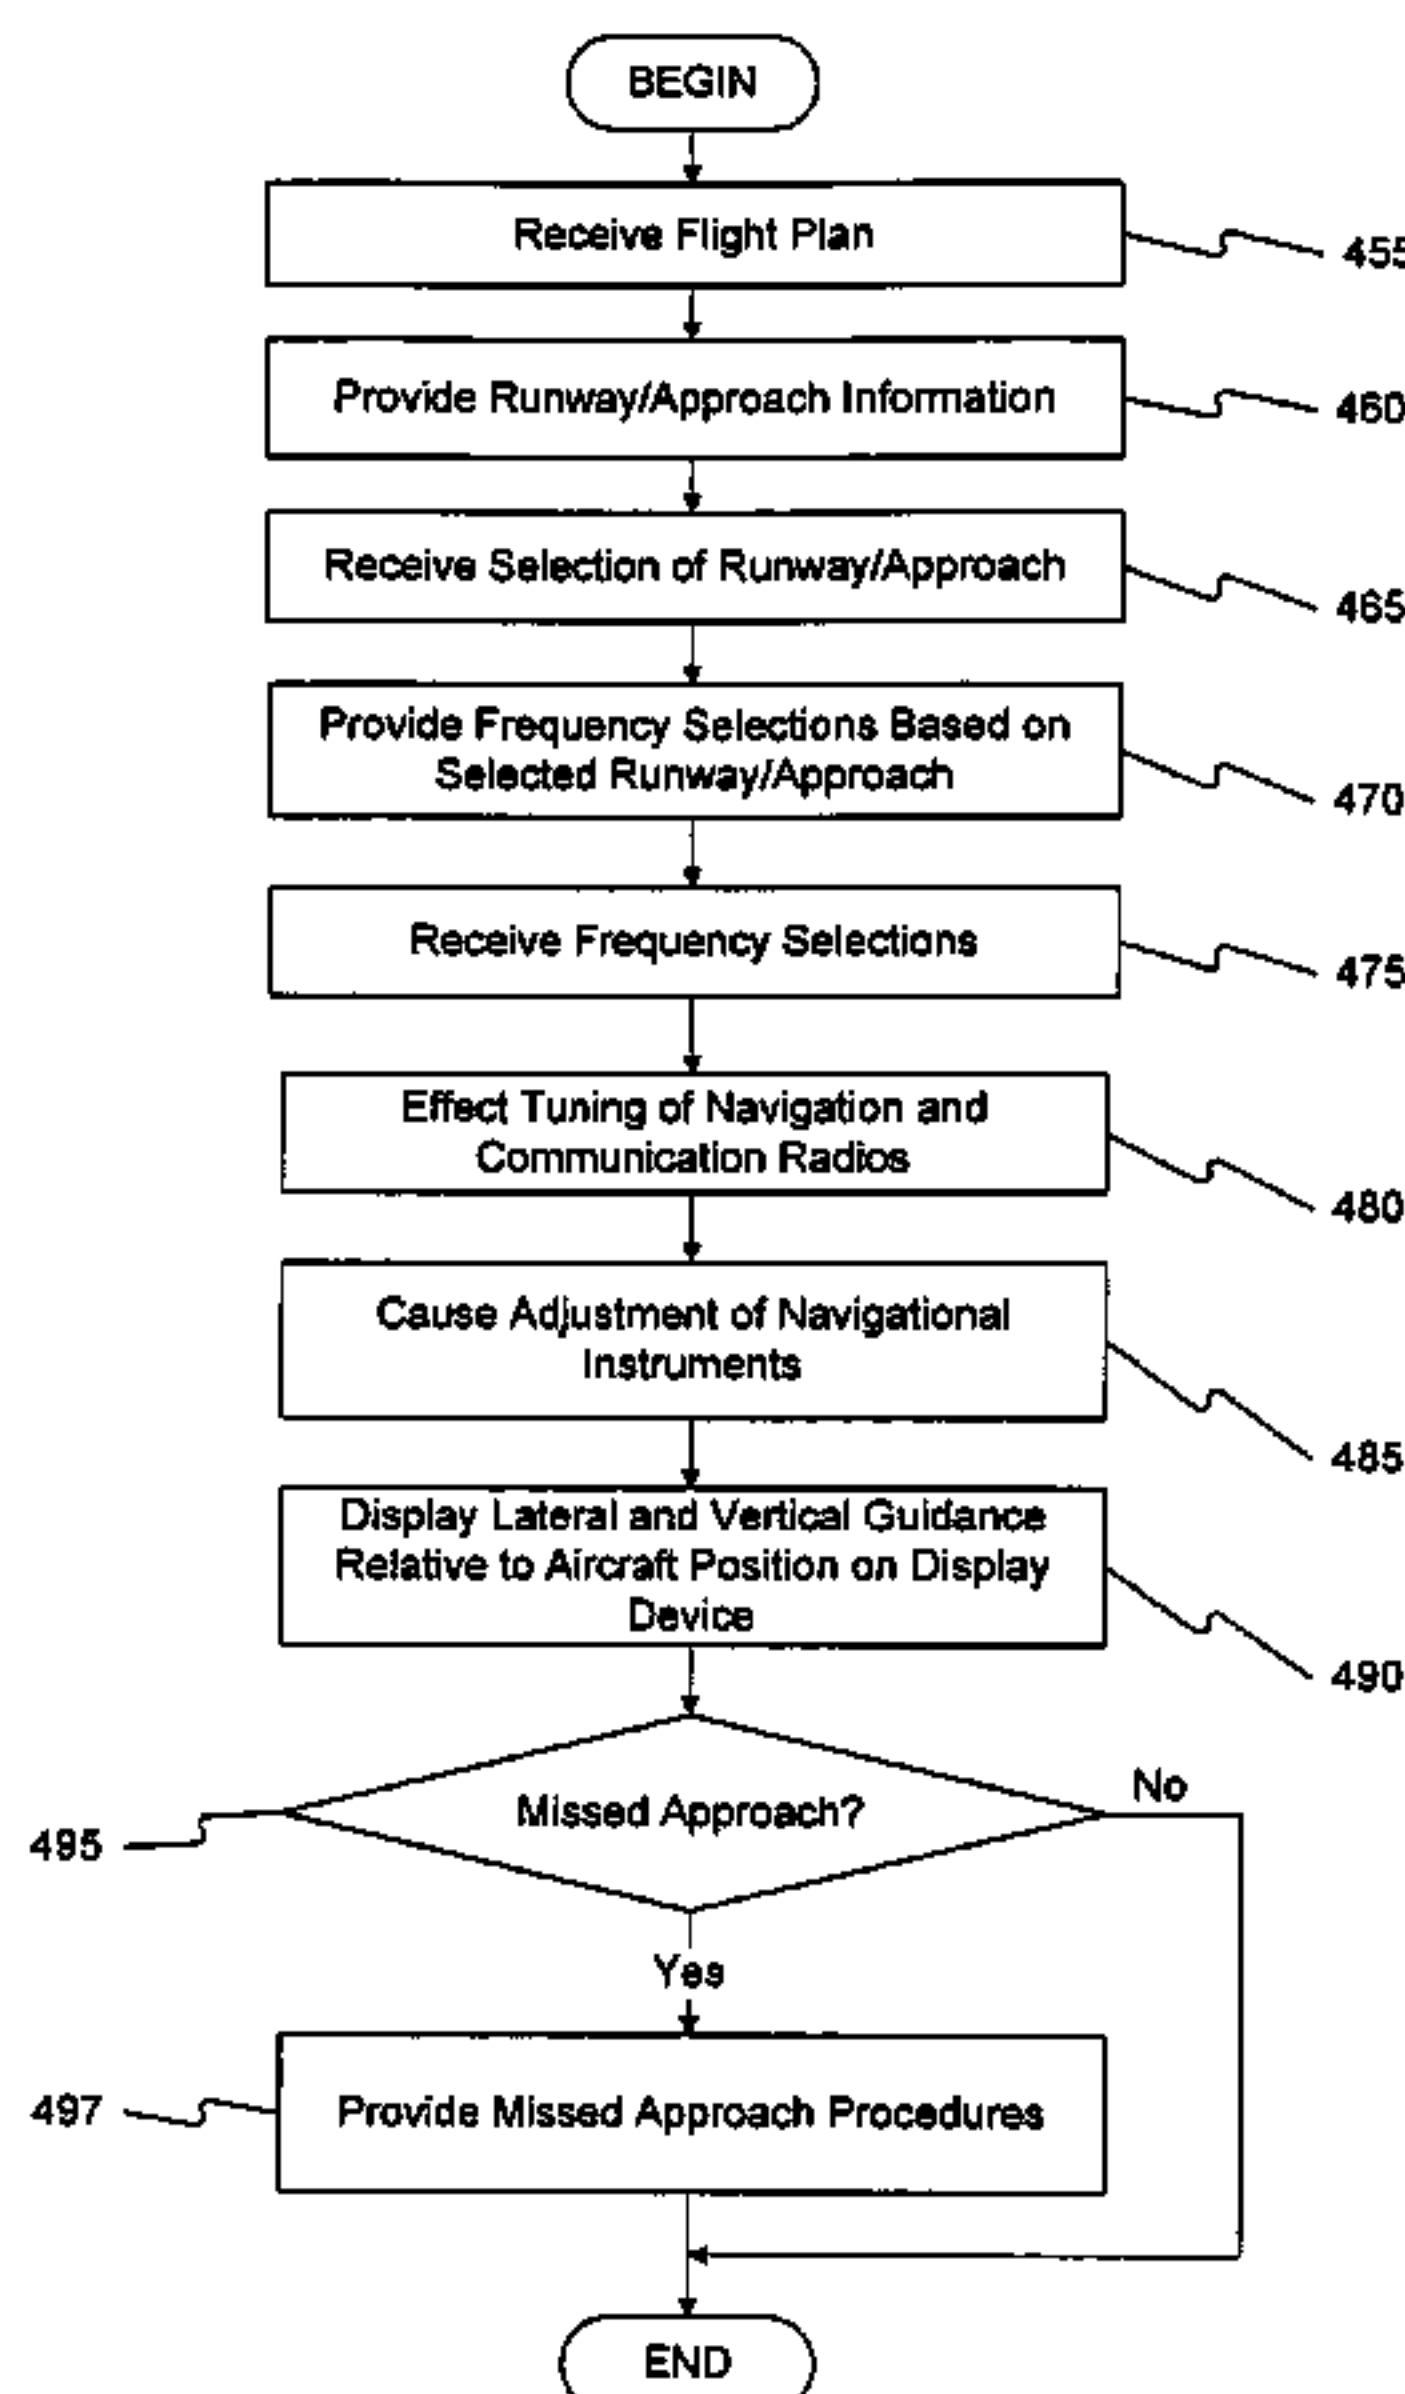 BEGIN
Receive Flight Plan
455
Provide Runway/Approach Information
460
Receive Selection of Runway/Approach
465
Provide Frequency Selections Based on
Selected Runway/Approach
470
Receive Frequency Selections
475
Effect Tuning of Navigation and
Communication Radios
480
Cause Adjustment of Navigational
Instruments
485
Display Lateral and Vertical Guidance
Relative to Aircraft Position on Display
Device
490
Missed Approach?
No
495
Yes
Provide Missed Approach Procedures
497
END